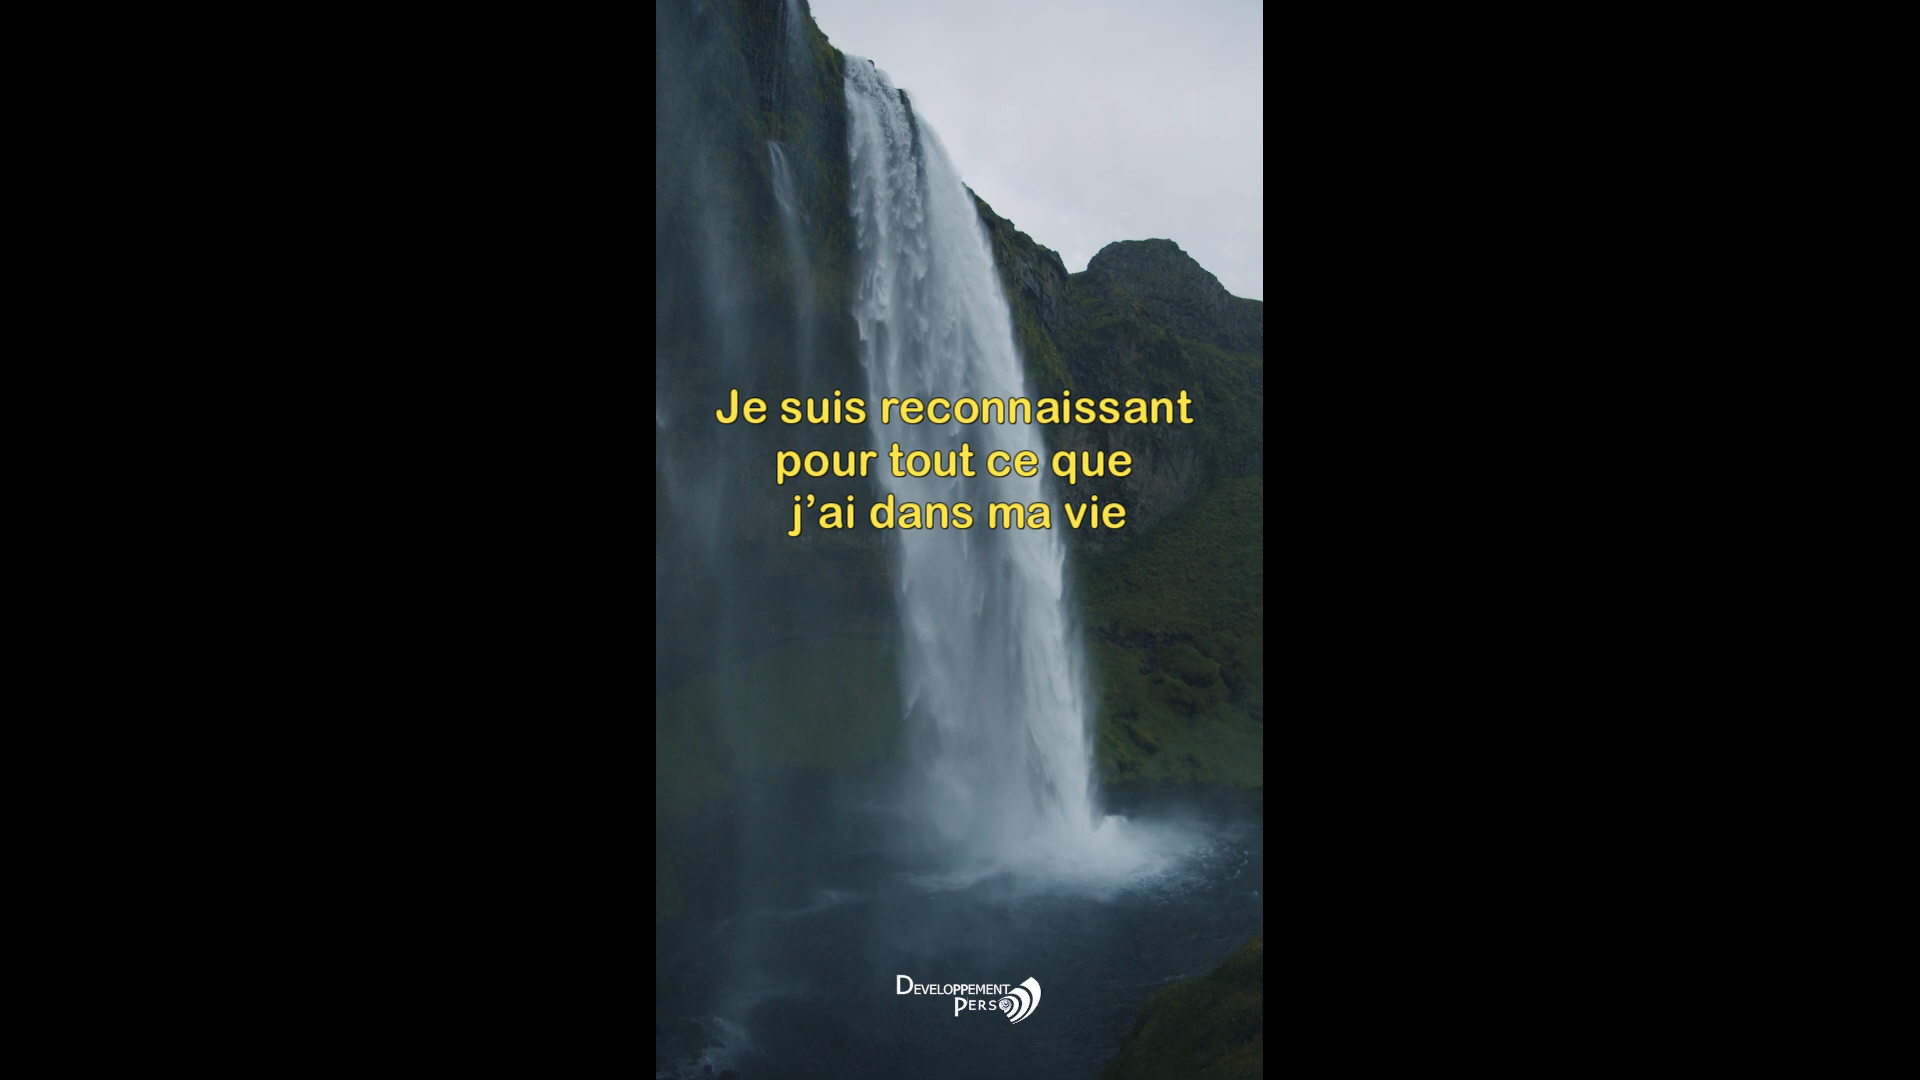 Je suis reconnaissant
pour tout ce que
j’ai dans ma vie
DEVELOPPEMENT
PERSO